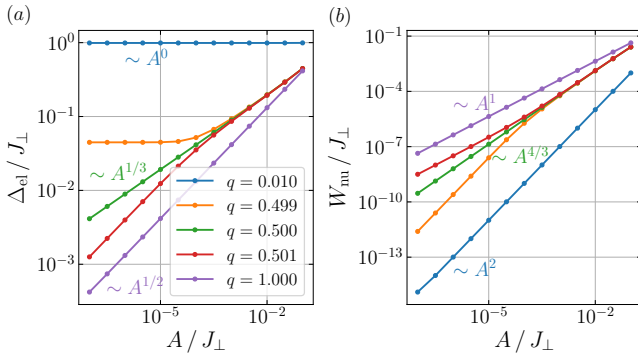 (a)
(b)
Δ_el / J_⊥
10^0
10^{-1}
10^{-2}
10^{-3}
∼ A^0
∼ A^{1/3}
∼ A^{1/2}
q = 0.010
q = 0.499
q = 0.500
q = 0.501
q = 1.000
10^{-5}
10^{-2}
A / J_⊥
W_nu / J_⊥
10^{-1}
10^{-4}
10^{-7}
10^{-10}
10^{-13}
∼ A^1
∼ A^{4/3}
∼ A^2
10^{-5}
10^{-2}
A / J_⊥